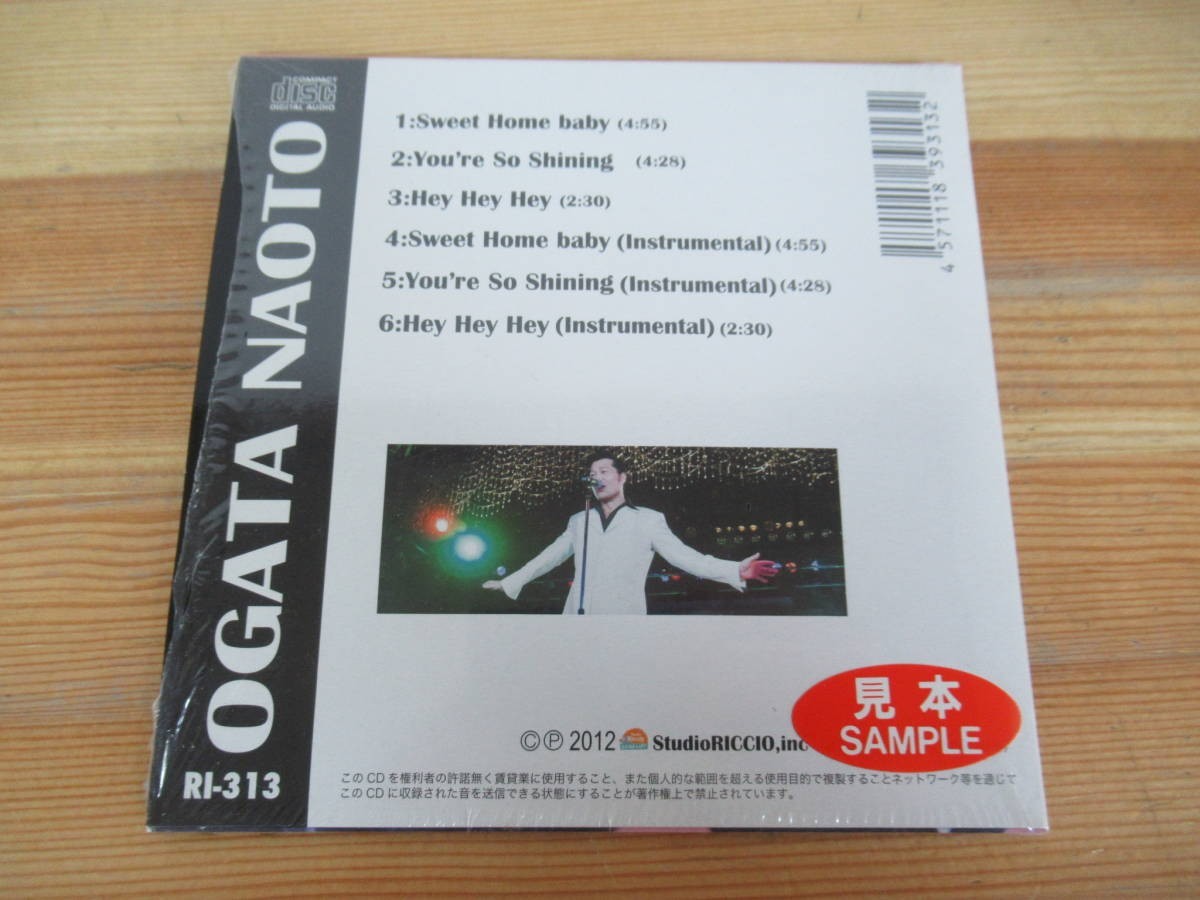 COMPACT
disc
DIGITAL AUDIO
OGATA NAOTO
RI-313
1:Sweet Home baby (4:55)
2:You're So Shining (4:28)
3:Hey Hey Hey (2:30)
4:Sweet Home baby (Instrumental) (4:55)
5:You're So Shining (Instrumental) (4:28)
6:Hey Hey Hey (Instrumental) (2:30)
4 571118 393132
©℗ 2012 StudioRICCIO,inc
見本
SAMPLE
このCDを権利者の許諾無く賃貸業に使用すること、また個人的な範囲を超える使用目的で複製することネットワーク等を通じて
このCDに収録された音を送信できる状態にすることが著作権上で禁止されています。